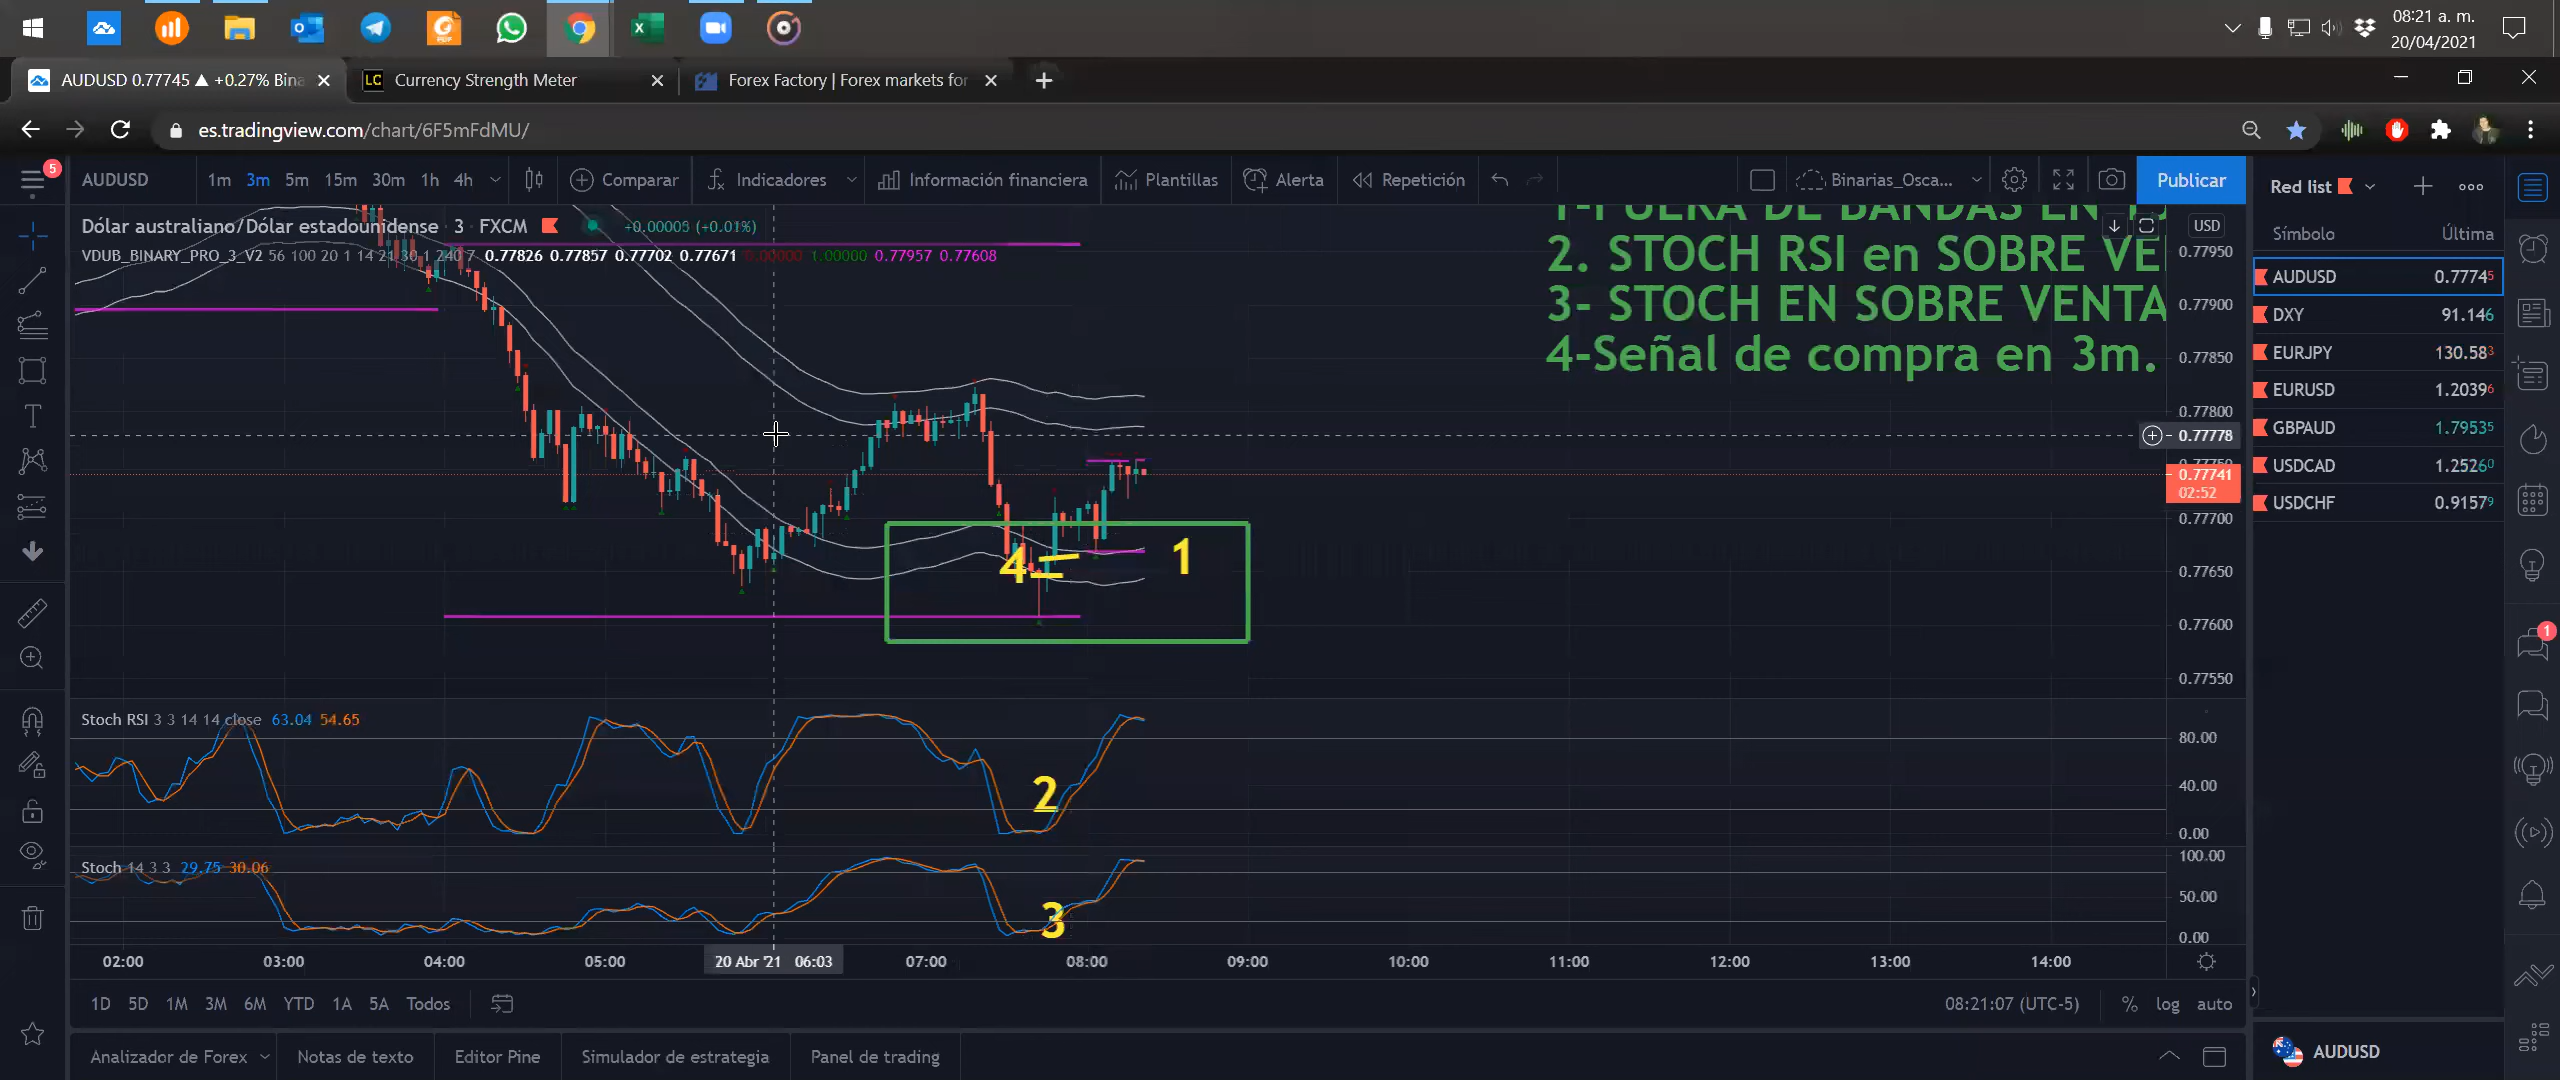 08:21 a. m.
20/04/2021
AUDUSD 0.77745 ▲ +0.27% Bina
Currency Strength Meter
Forex Factory | Forex markets for
es.tradingview.com/chart/6F5mFdMU/
5
AUDUSD 1m 3m 5m 15m 30m 1h 4h Comparar Indicadores Información financiera Plantillas Alerta Repetición Binarias_Osca... Publicar
Red list
Dólar australiano/Dólar estadounidense · 3 · FXCM +0.00005 (+0.01%)
VDUB_BINARY_PRO_3_V2 56 100 20 1 14 21 30 1 240 7 0.77826 0.77857 0.77702 0.77671 0.00000 1.00000 0.77957 0.77608
1-FUERA DE BANDAS EN
2. STOCH RSI en SOBRE VE
3- STOCH EN SOBRE VENTA
4-Señal de compra en 3m.
USD
0.77950
0.77900
0.77850
0.77800
0.77778
0.77741
02:52
0.77700
0.77650
0.77600
0.77550
Símbolo Última
AUDUSD 0.77745
DXY 91.146
EURJPY 130.583
EURUSD 1.20396
GBPAUD 1.79535
USDCAD 1.25260
USDCHF 0.91579
4
1
1
Stoch RSI 3 3 14 14 close 63.04 54.65
80.00
40.00
0.00
2
Stoch 14 3 3 29.75 30.06
100.00
50.00
0.00
3
02:00 03:00 04:00 05:00 20 Abr '21 06:03 07:00 08:00 09:00 10:00 11:00 12:00 13:00 14:00
1D 5D 1M 3M 6M YTD 1A 5A Todos
08:21:07 (UTC-5) % log auto
Analizador de Forex Notas de texto Editor Pine Simulador de estrategia Panel de trading
AUDUSD